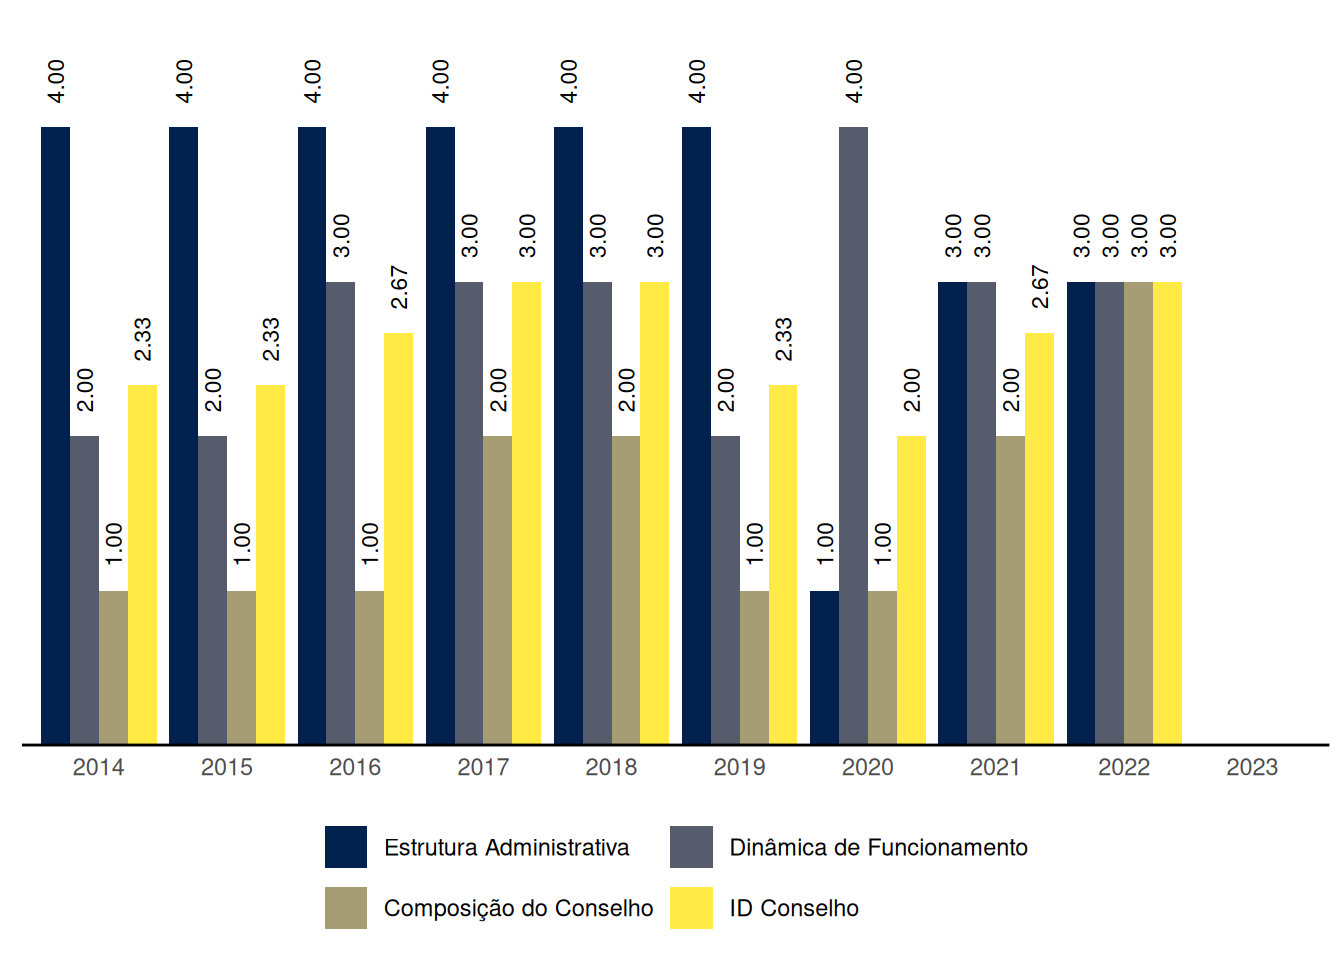 4.00 4.00 4.00 4.00 4.00 4.00 4.00
3.00 3.00 3.00 3.00 3.00 3.00 3.00 3.00 3.00 3.00 3.00
2.67 2.67
2.33 2.33 2.33
2.00 2.00 2.00 2.00 2.00 2.00 2.00
1.00 1.00 1.00 1.00 1.00 1.00
2014 2015 2016 2017 2018 2019 2020 2021 2022 2023
Estrutura Administrativa Dinâmica de Funcionamento
Composição do Conselho ID Conselho